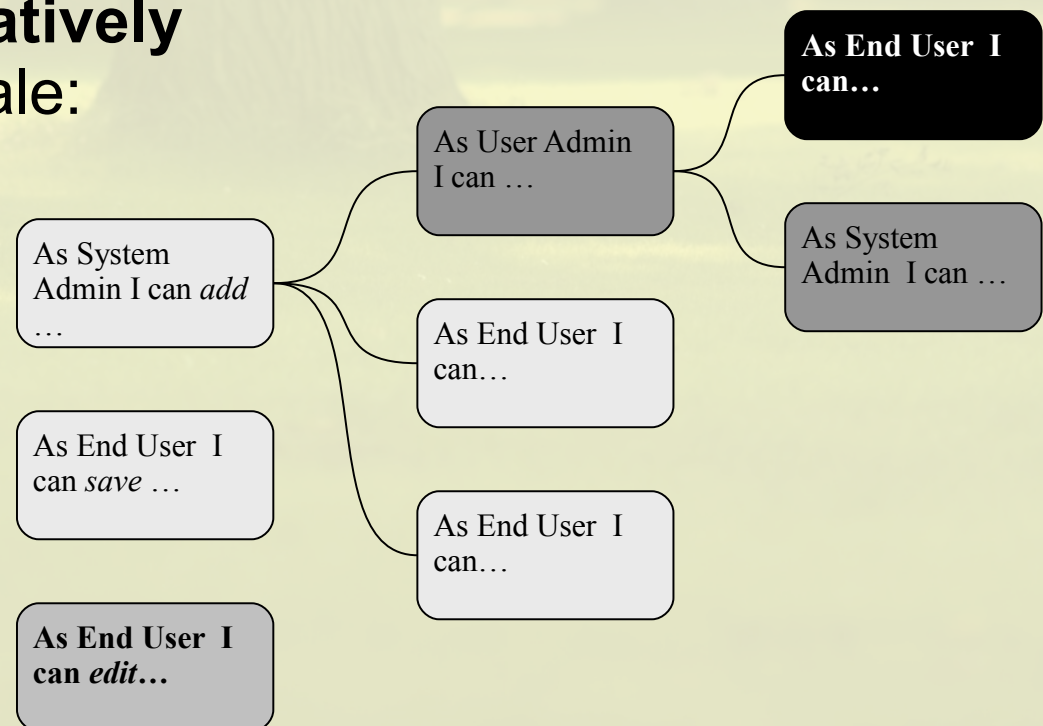 atively
ale:
As System
Admin I can add
…
As End User I
can save …
As End User I
can edit…
As User Admin
I can …
As End User I
can…
As End User I
can…
As End User I
can…
As System
Admin I can …